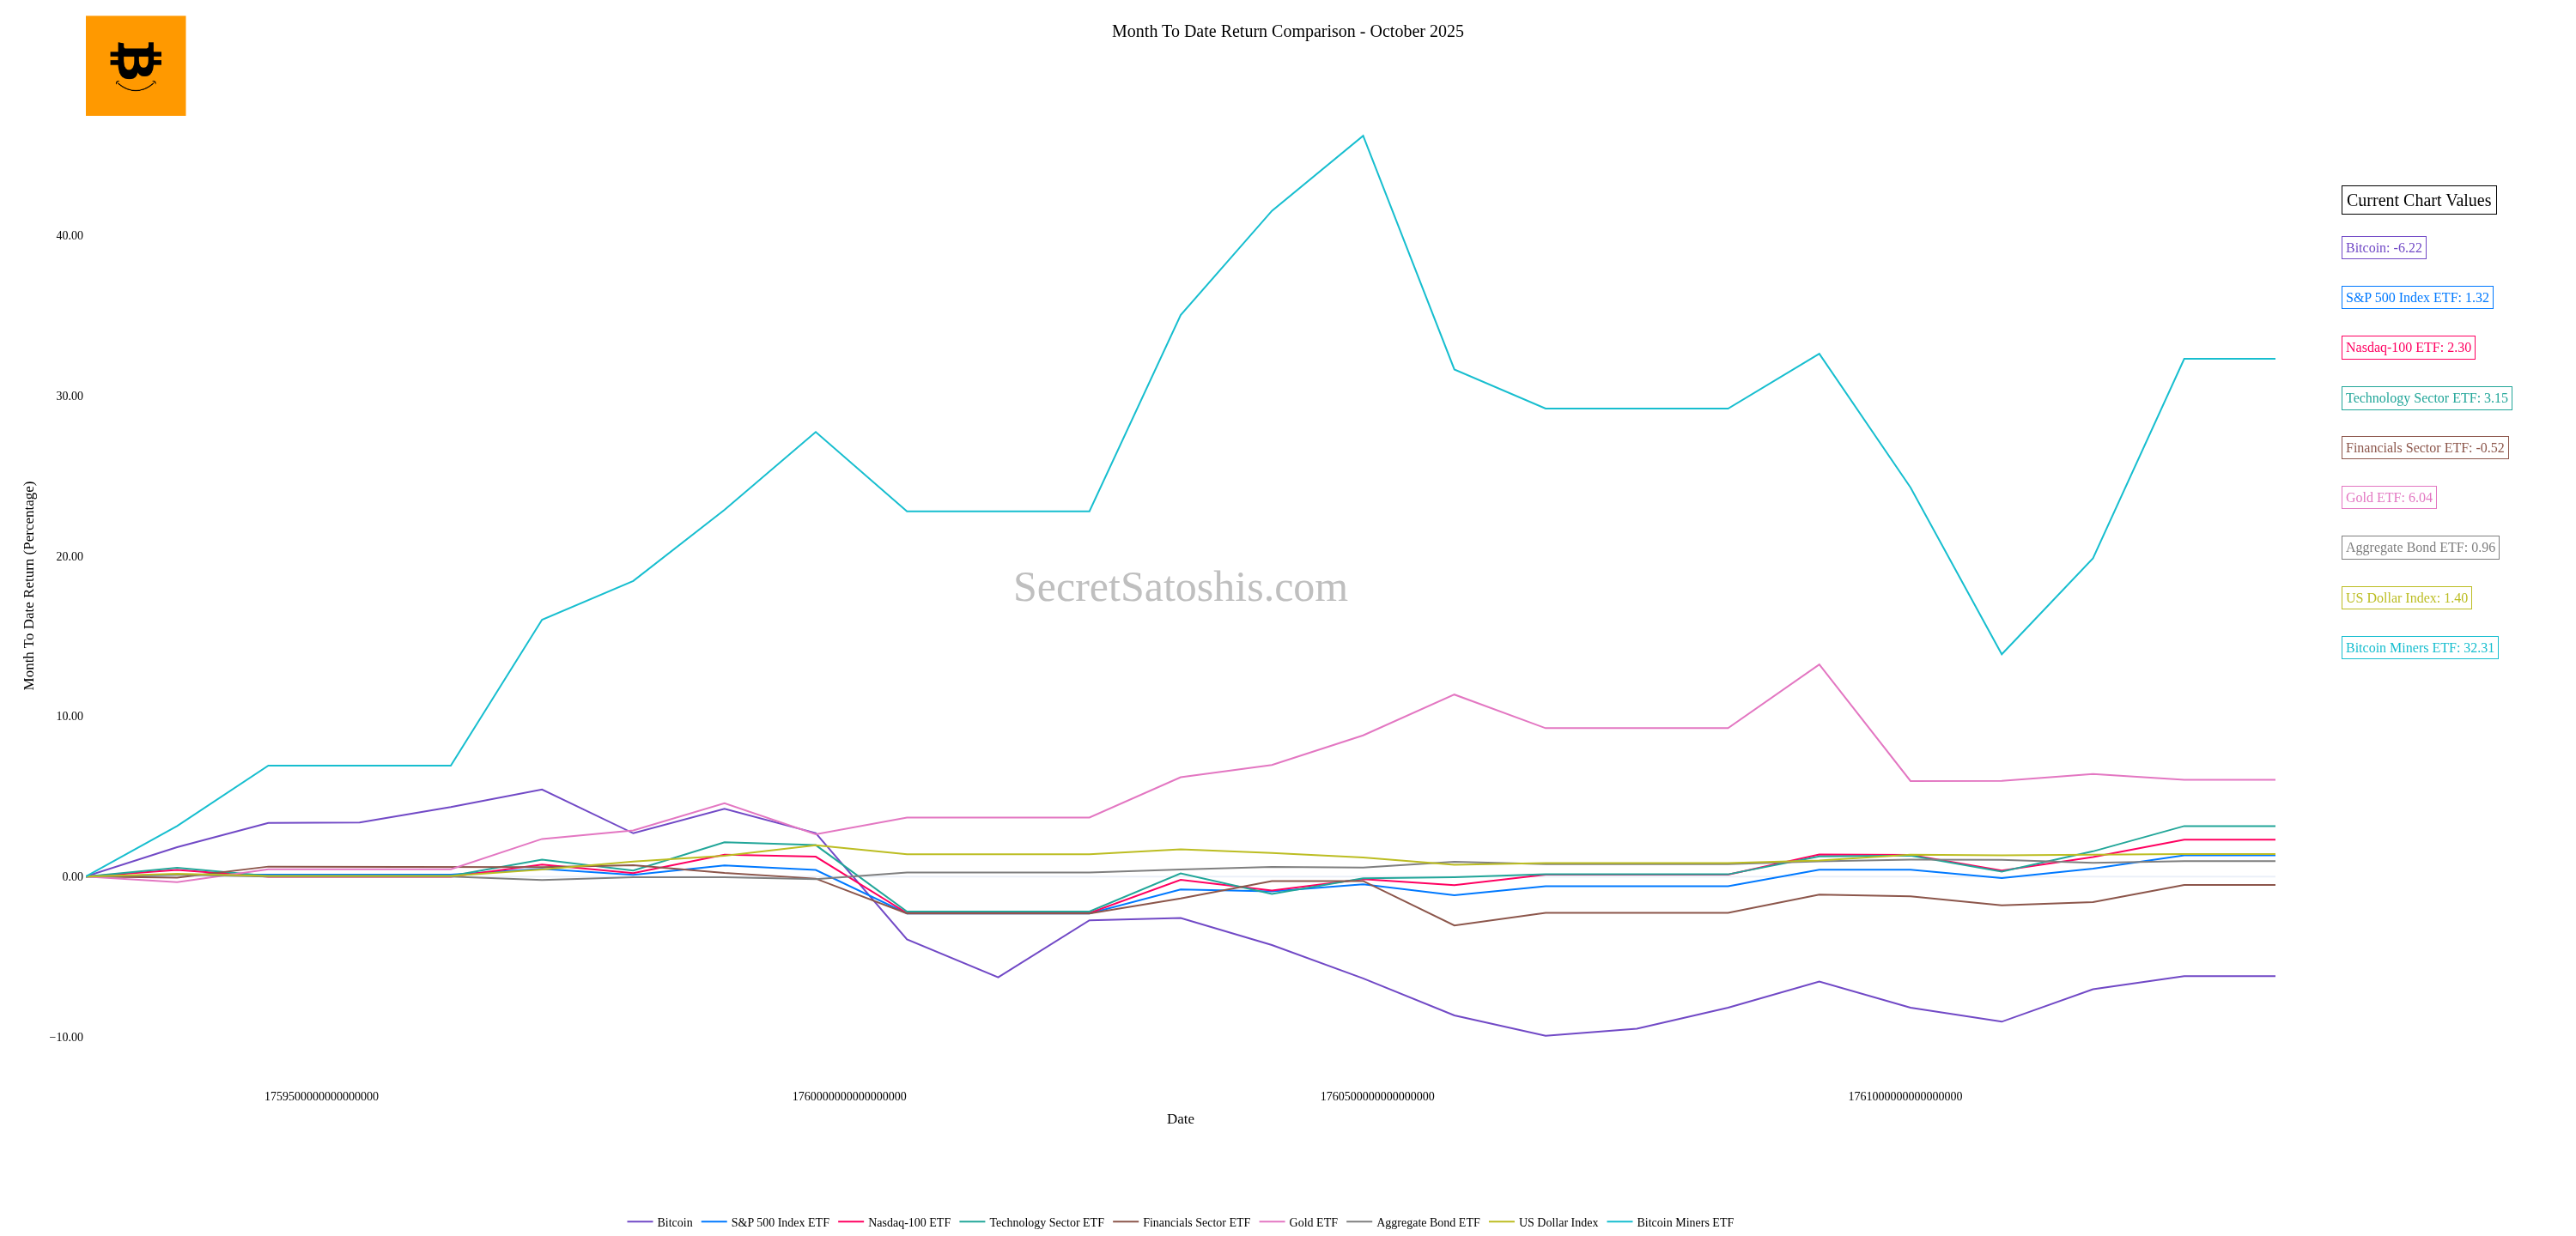 Month To Date Return Comparison - October 2025
Current Chart Values
Bitcoin: -6.22
S&P 500 Index ETF: 1.32
Nasdaq-100 ETF: 2.30
Technology Sector ETF: 3.15
Financials Sector ETF: -0.52
Gold ETF: 6.04
Aggregate Bond ETF: 0.96
US Dollar Index: 1.40
Bitcoin Miners ETF: 32.31
Month To Date Return (Percentage)
40.00
30.00
20.00
10.00
0.00
−10.00
SecretSatoshis.com
1759500000000000000 1760000000000000000 1760500000000000000 1761000000000000000
Date
Bitcoin S&P 500 Index ETF Nasdaq-100 ETF Technology Sector ETF Financials Sector ETF Gold ETF Aggregate Bond ETF US Dollar Index Bitcoin Miners ETF